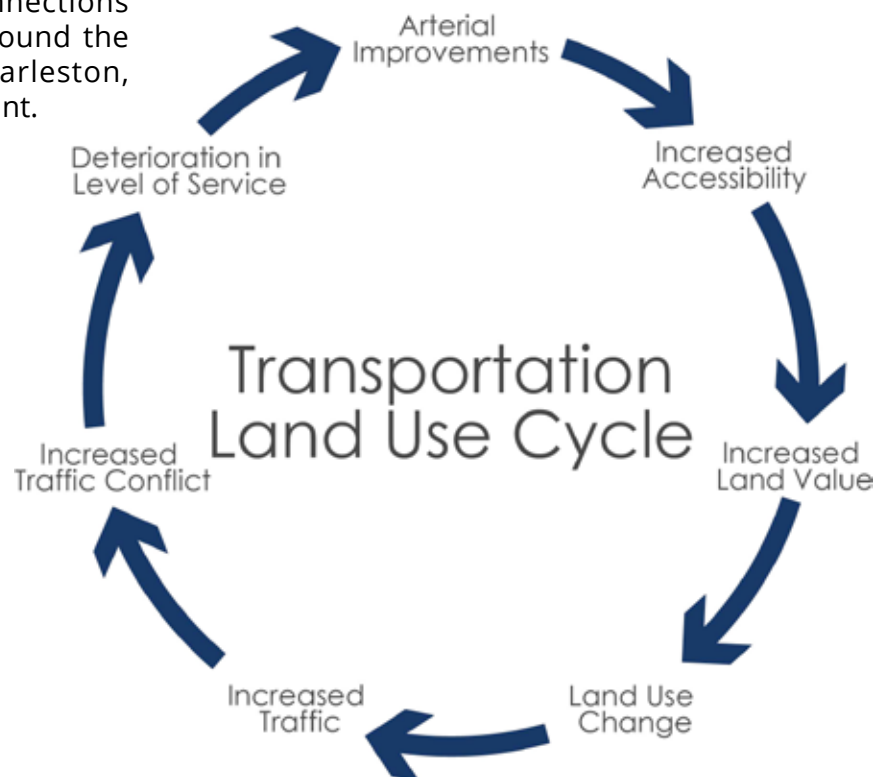 ound the
arleston,
nt.
Arterial
Improvements
Increased
Accessibility
Increased
Land Value
Land Use
Change
Increased
Traffic
Increased
Traffic Conflict
Deterioration in
Level of Service
Transportation
Land Use Cycle